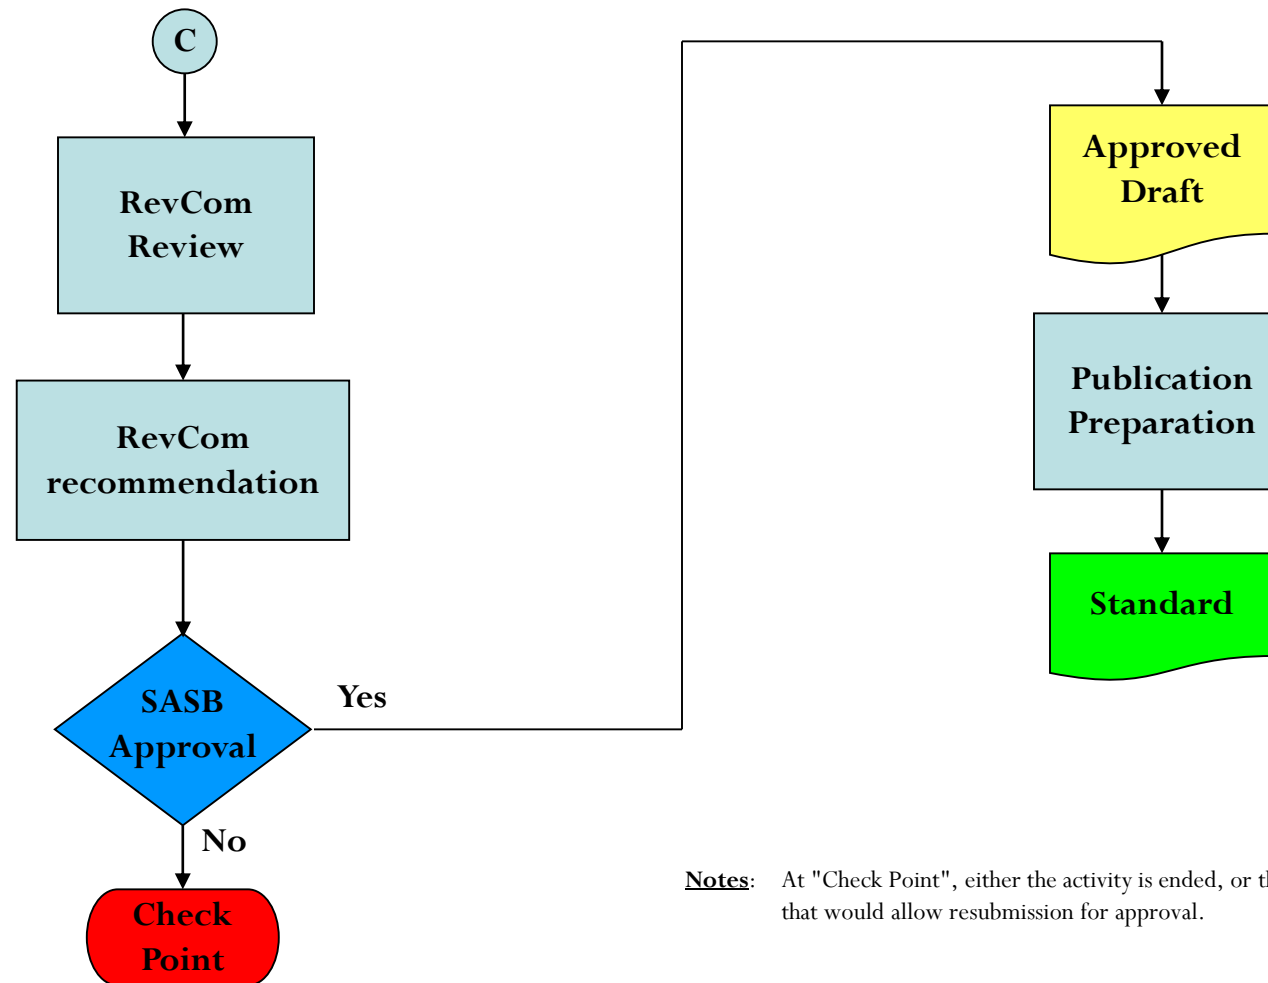 C
RevCom
Review
RevCom
recommendation
SASB
Approval
Yes
No
Check
Point
Approved
Draft
Publication
Preparation
Standard
Notes: At "Check Point", either the activity is ended, or
that would allow resubmission for approval.